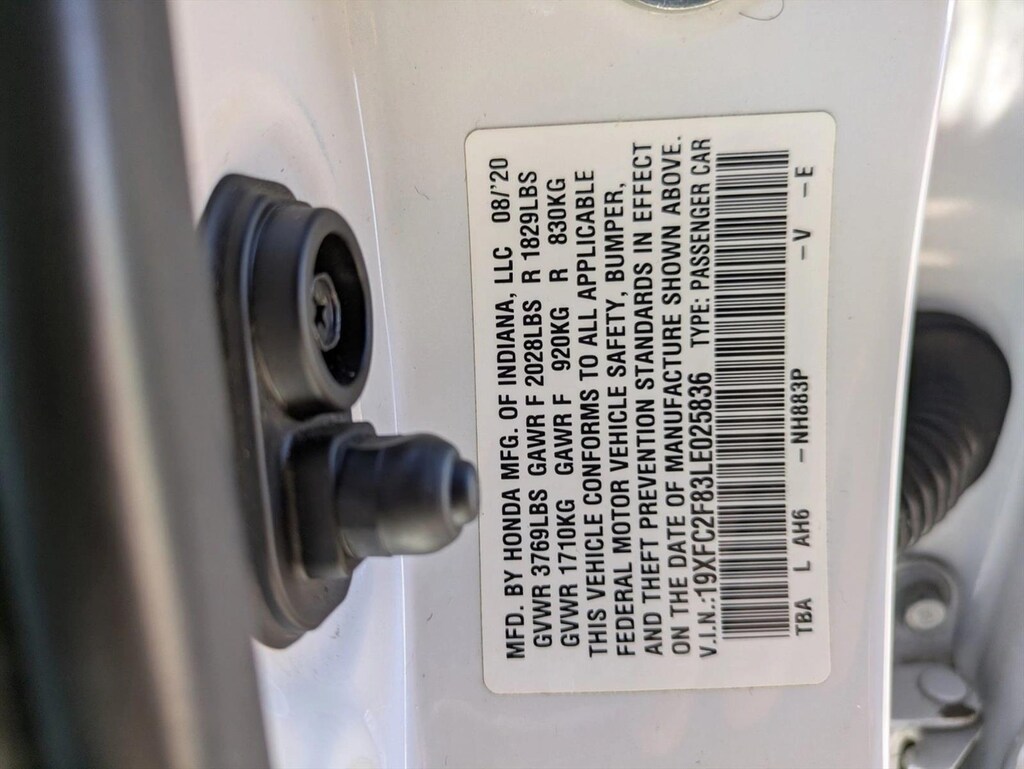 MFD. BY HONDA MFG. OF INDIANA, LLC 08/'20
GVWR 3769LBS GAWR F 2028LBS R 1829LBS
GVWR 1710KG GAWR F 920KG R 830KG
THIS VEHICLE CONFORMS TO ALL APPLICABLE
FEDERAL MOTOR VEHICLE SAFETY, BUMPER,
AND THEFT PREVENTION STANDARDS IN EFFECT
ON THE DATE OF MANUFACTURE SHOWN ABOVE.
V.I.N.:19XFC2F83LE025836 TYPE: PASSENGER CAR
TBA L AH6 -NH883P -V -E